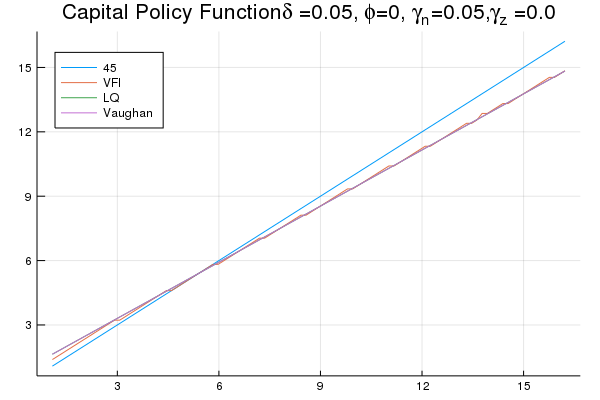 Capital Policy Functionδ =0.05, ϕ=0, γn=0.05,γz =0.0
45
VFI
LQ
Vaughan
15
12
9
6
3
3 6 9 12 15